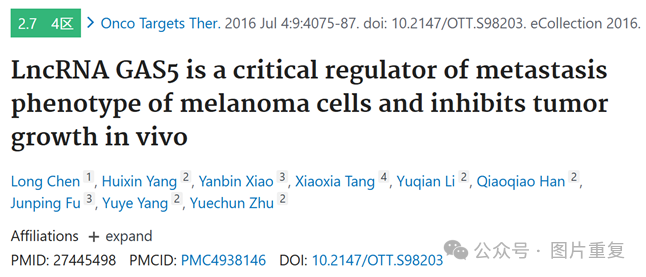 2.7 4区 > Onco Targets Ther. 2016 Jul 4:9:4075-87. doi: 10.2147/OTT.S98203. eCollection 2016.
LncRNA GAS5 is a critical regulator of metastasis
phenotype of melanoma cells and inhibits tumor
growth in vivo
Long Chen 1, Huixin Yang 2, Yanbin Xiao 3, Xiaoxia Tang 4, Yuqian Li 2, Qiaoqiao Han 2,
Junping Fu 3, Yuye Yang 2, Yuechun Zhu 2
Affiliations + expand
PMID: 27445498 PMCID: PMC4938146 DOI: 10.2147/OTT.S98203
公众号 · 图片重复